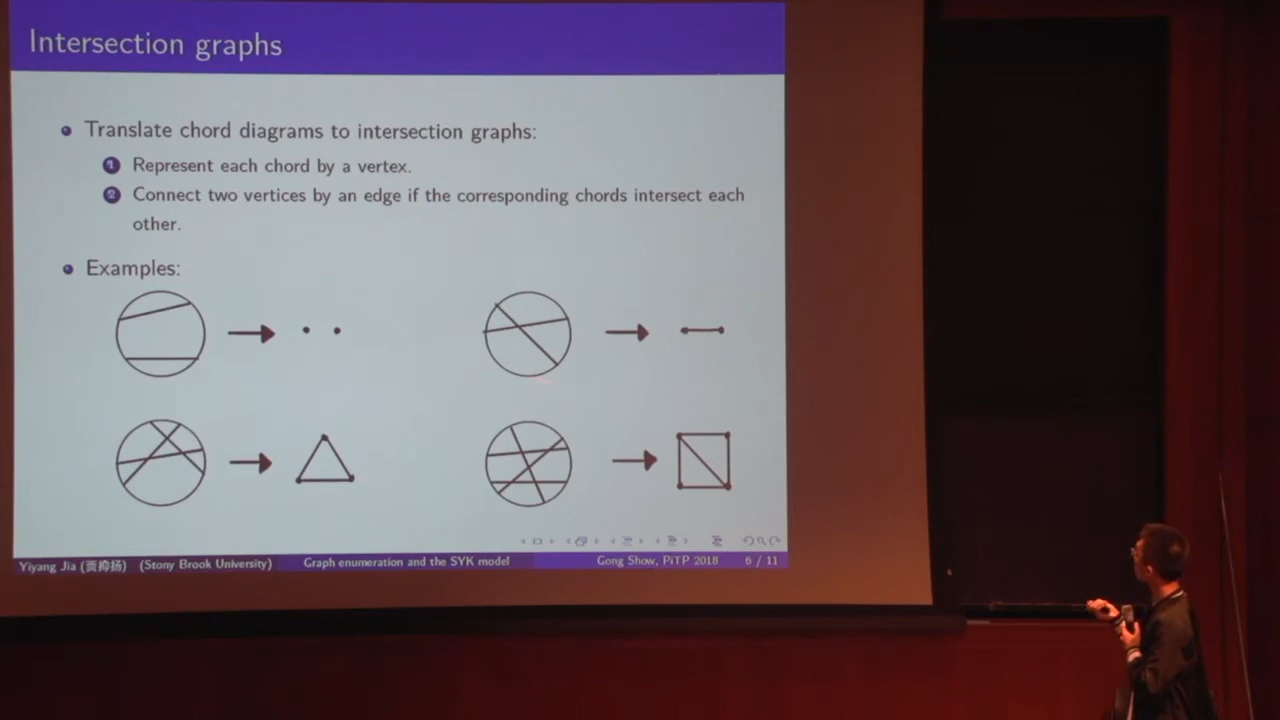 Intersection graphs
Translate chord diagrams to intersection graphs:
1 Represent each chord by a vertex.
2 Connect two vertices by an edge if the corresponding chords intersect each
other.
Examples:
Yiyang Jia (贾抑扬) (Stony Brook University) Graph enumeration and the SYK model Gong Show, PiTP 2018 6 / 11